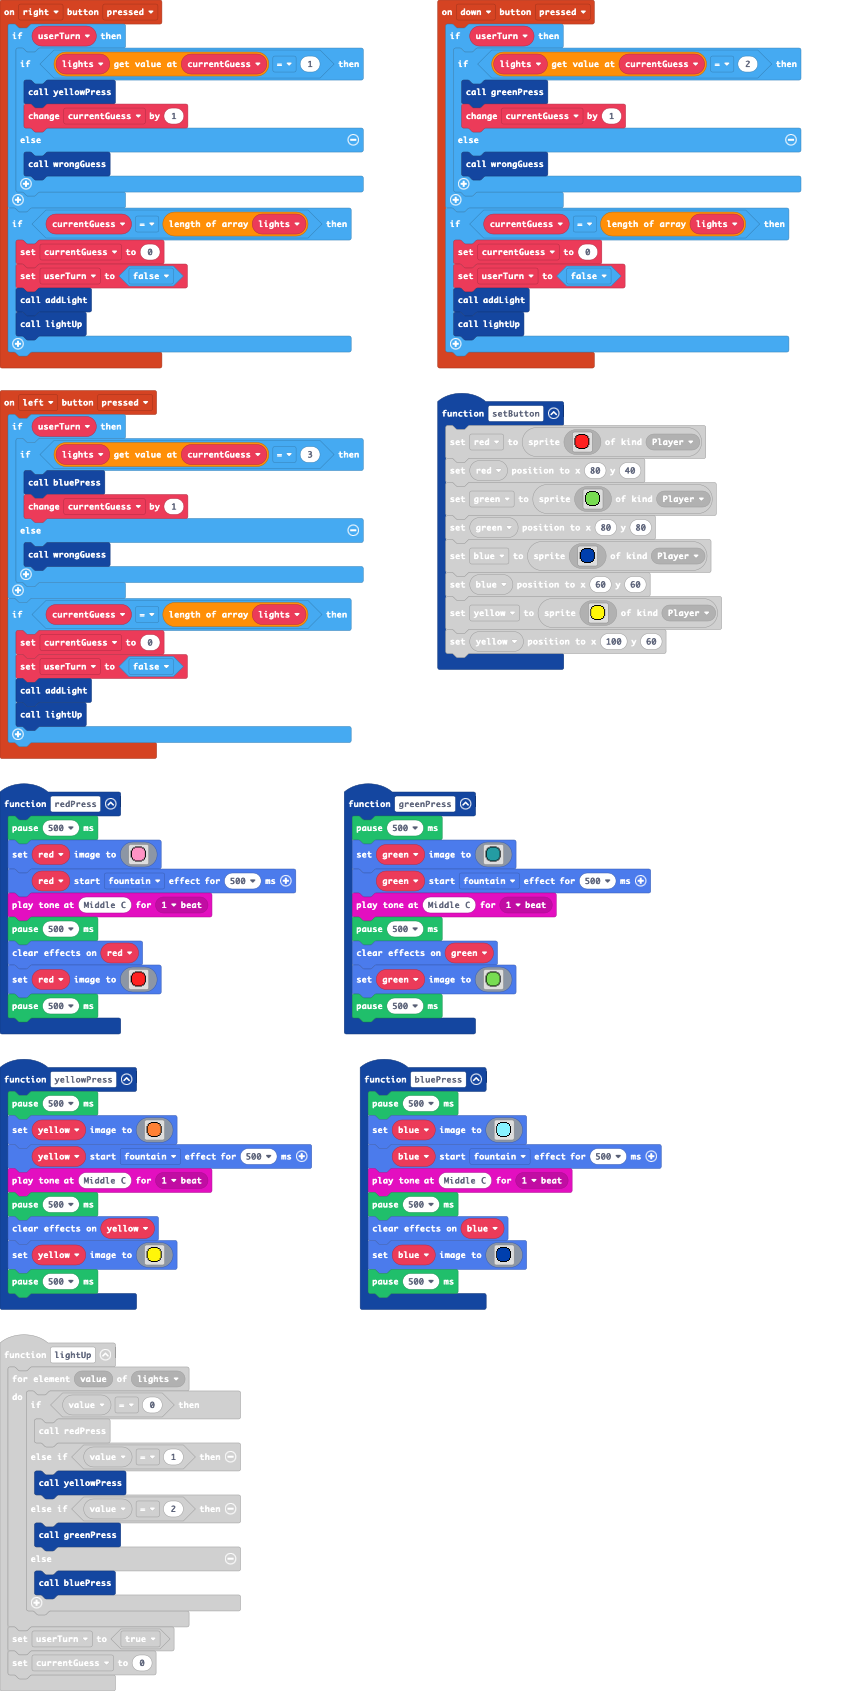 on right button pressed
if userTurn then
if lights get value at currentGuess = 1 then
call yellowPress
change currentGuess by 1
else
call wrongGuess
if currentGuess = length of array lights then
set currentGuess to 0
set userTurn to false
call addLight
call lightUp
on down button pressed
if userTurn then
if lights get value at currentGuess = 2 then
call greenPress
change currentGuess by 1
else
call wrongGuess
if currentGuess = length of array lights then
set currentGuess to 0
set userTurn to false
call addLight
call lightUp
on left button pressed
if userTurn then
if lights get value at currentGuess = 3 then
call bluePress
change currentGuess by 1
else
call wrongGuess
if currentGuess = length of array lights then
set currentGuess to 0
set userTurn to false
call addLight
call lightUp
function setButton
set red to sprite of kind Player
set red position to x 80 y 40
set green to sprite of kind Player
set green position to x 80 y 80
set blue to sprite of kind Player
set blue position to x 60 y 60
set yellow to sprite of kind Player
set yellow position to x 100 y 60
function redPress
pause 500 ms
set red image to
red start fountain effect for 500 ms
play tone at Middle C for 1 beat
pause 500 ms
clear effects on red
set red image to
pause 500 ms
function greenPress
pause 500 ms
set green image to
green start fountain effect for 500 ms
play tone at Middle C for 1 beat
pause 500 ms
clear effects on green
set green image to
pause 500 ms
function yellowPress
pause 500 ms
set yellow image to
yellow start fountain effect for 500 ms
play tone at Middle C for 1 beat
pause 500 ms
clear effects on yellow
set yellow image to
pause 500 ms
function bluePress
pause 500 ms
set blue image to
blue start fountain effect for 500 ms
play tone at Middle C for 1 beat
pause 500 ms
clear effects on blue
set blue image to
pause 500 ms
function lightUp
for element value of lights
do
if value = 0 then
call redPress
else if value = 1 then
call yellowPress
else if value = 2 then
call greenPress
else
call bluePress
set userTurn to true
set currentGuess to 0